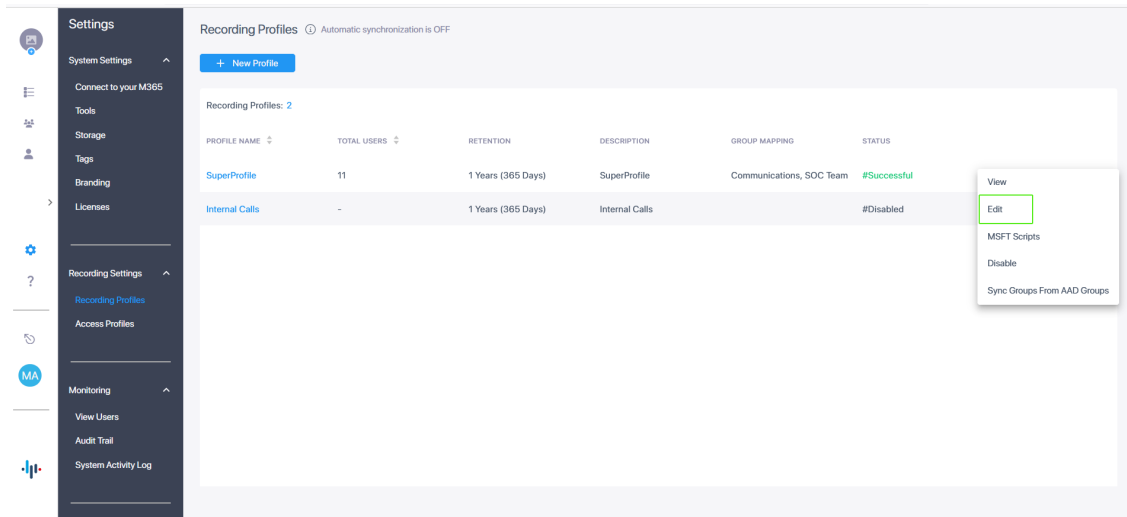 Settings
System Settings
Connect to your M365
Tools
Storage
Tags
Branding
Licenses
Recording Settings
Recording Profiles
Access Profiles
Monitoring
View Users
Audit Trail
System Activity Log
?
MA
Recording Profiles Automatic synchronization is OFF
+ New Profile
Recording Profiles: 2
PROFILE NAME TOTAL USERS RETENTION DESCRIPTION GROUP MAPPING STATUS
SuperProfile 11 1 Years (365 Days) SuperProfile Communications, SOC Team #Successful
Internal Calls - 1 Years (365 Days) Internal Calls #Disabled
View
Edit
MSFT Scripts
Disable
Sync Groups From AAD Groups